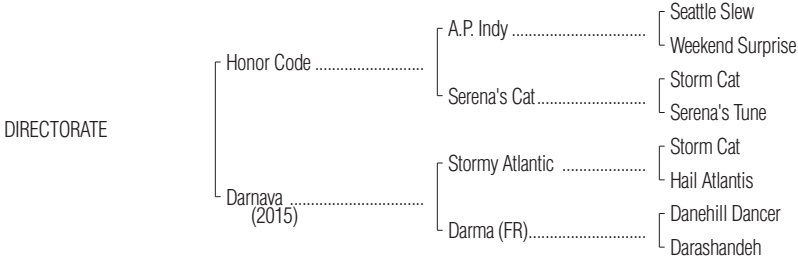 Seattle Slew
A.P. Indy ................................
Weekend Surprise
Honor Code ..........................
Storm Cat
Serena's Cat ..........................
Serena's Tune
DIRECTORATE
Storm Cat
Stormy Atlantic ....................
Hail Atlantis
Darnava ................................
(2015)
Danehill Dancer
Darma (FR)............................
Darashandeh